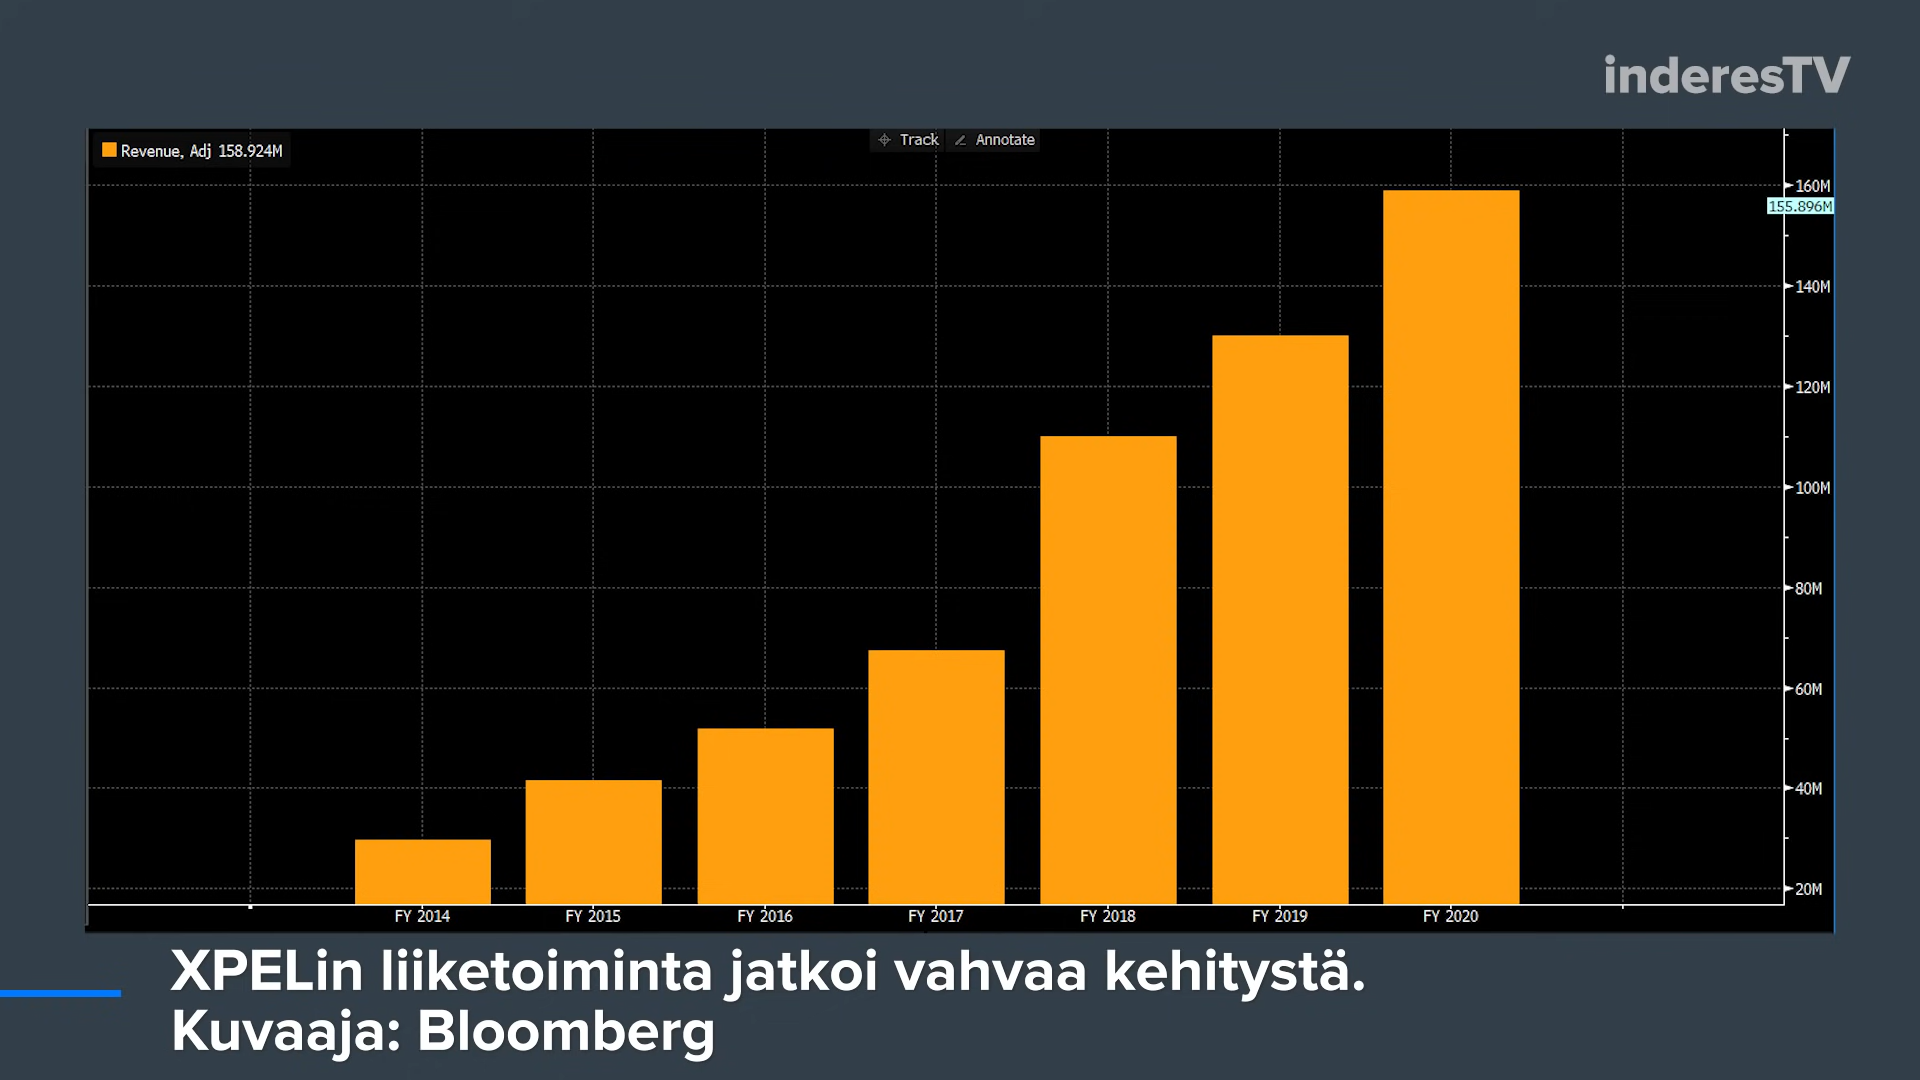 inderesTV
Revenue, Adj 158.924M
Track Annotate
160M
155.896M
140M
120M
100M
80M
60M
40M
20M
FY 2014 FY 2015 FY 2016 FY 2017 FY 2018 FY 2019 FY 2020
XPELin liiketoiminta jatkoi vahvaa kehitystä.
Kuvaaja: Bloomberg